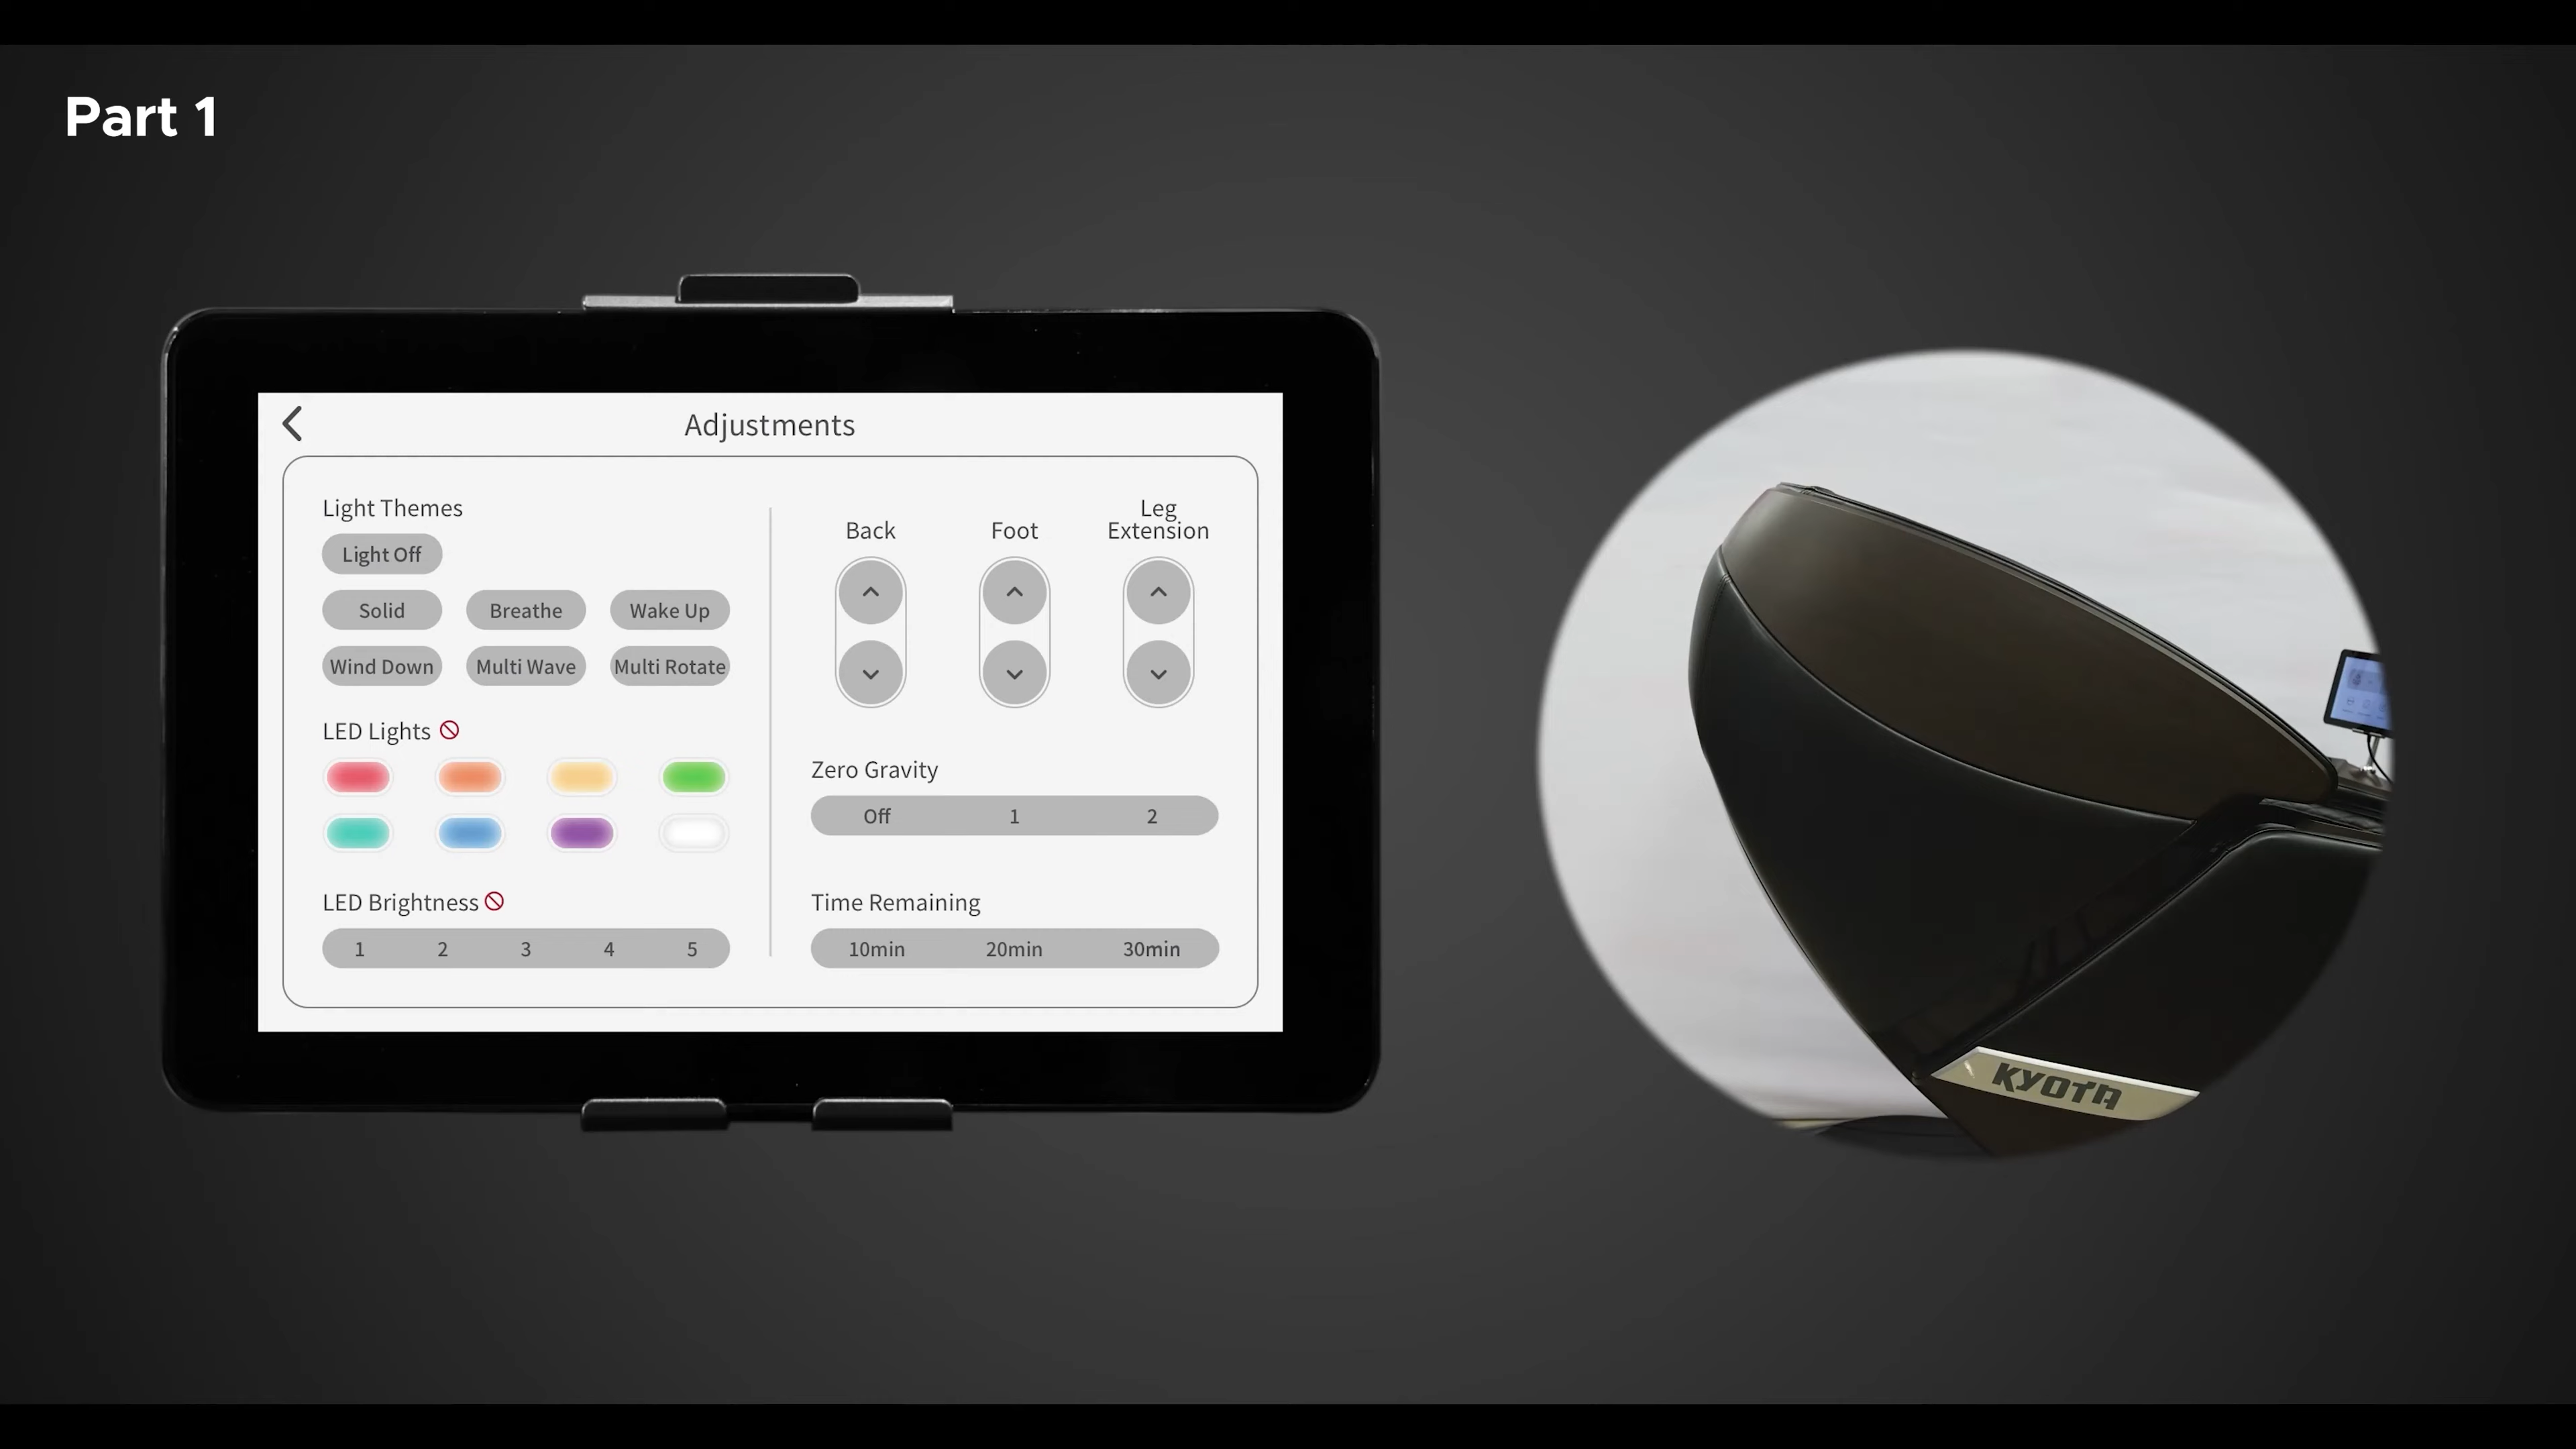 Part 1
Adjustments
Light Themes
Light Off
Solid Breathe Wake Up
Wind Down Multi Wave Multi Rotate
LED Lights
LED Brightness
1 2 3 4 5
Back Foot Leg Extension
Zero Gravity
Off 1 2
Time Remaining
10min 20min 30min
KYOTA